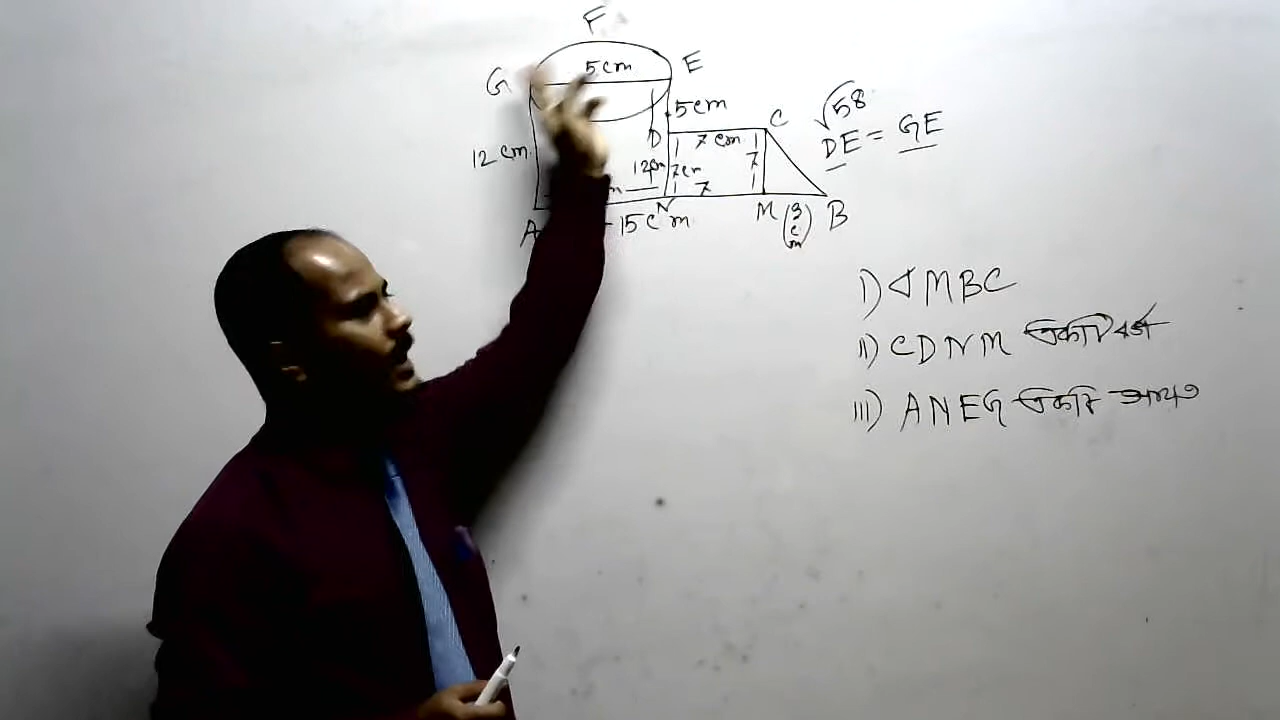 F
G 5cm E
5cm
√58
C
DE = GE
D
7 cm
12 cm
12cm
7cm
7
7
A
N
15cm
M
(3 cm)
B
I) ⊲ MBC
II) CDNM একটি বর্গ
III) ANEG একটি আয়ত